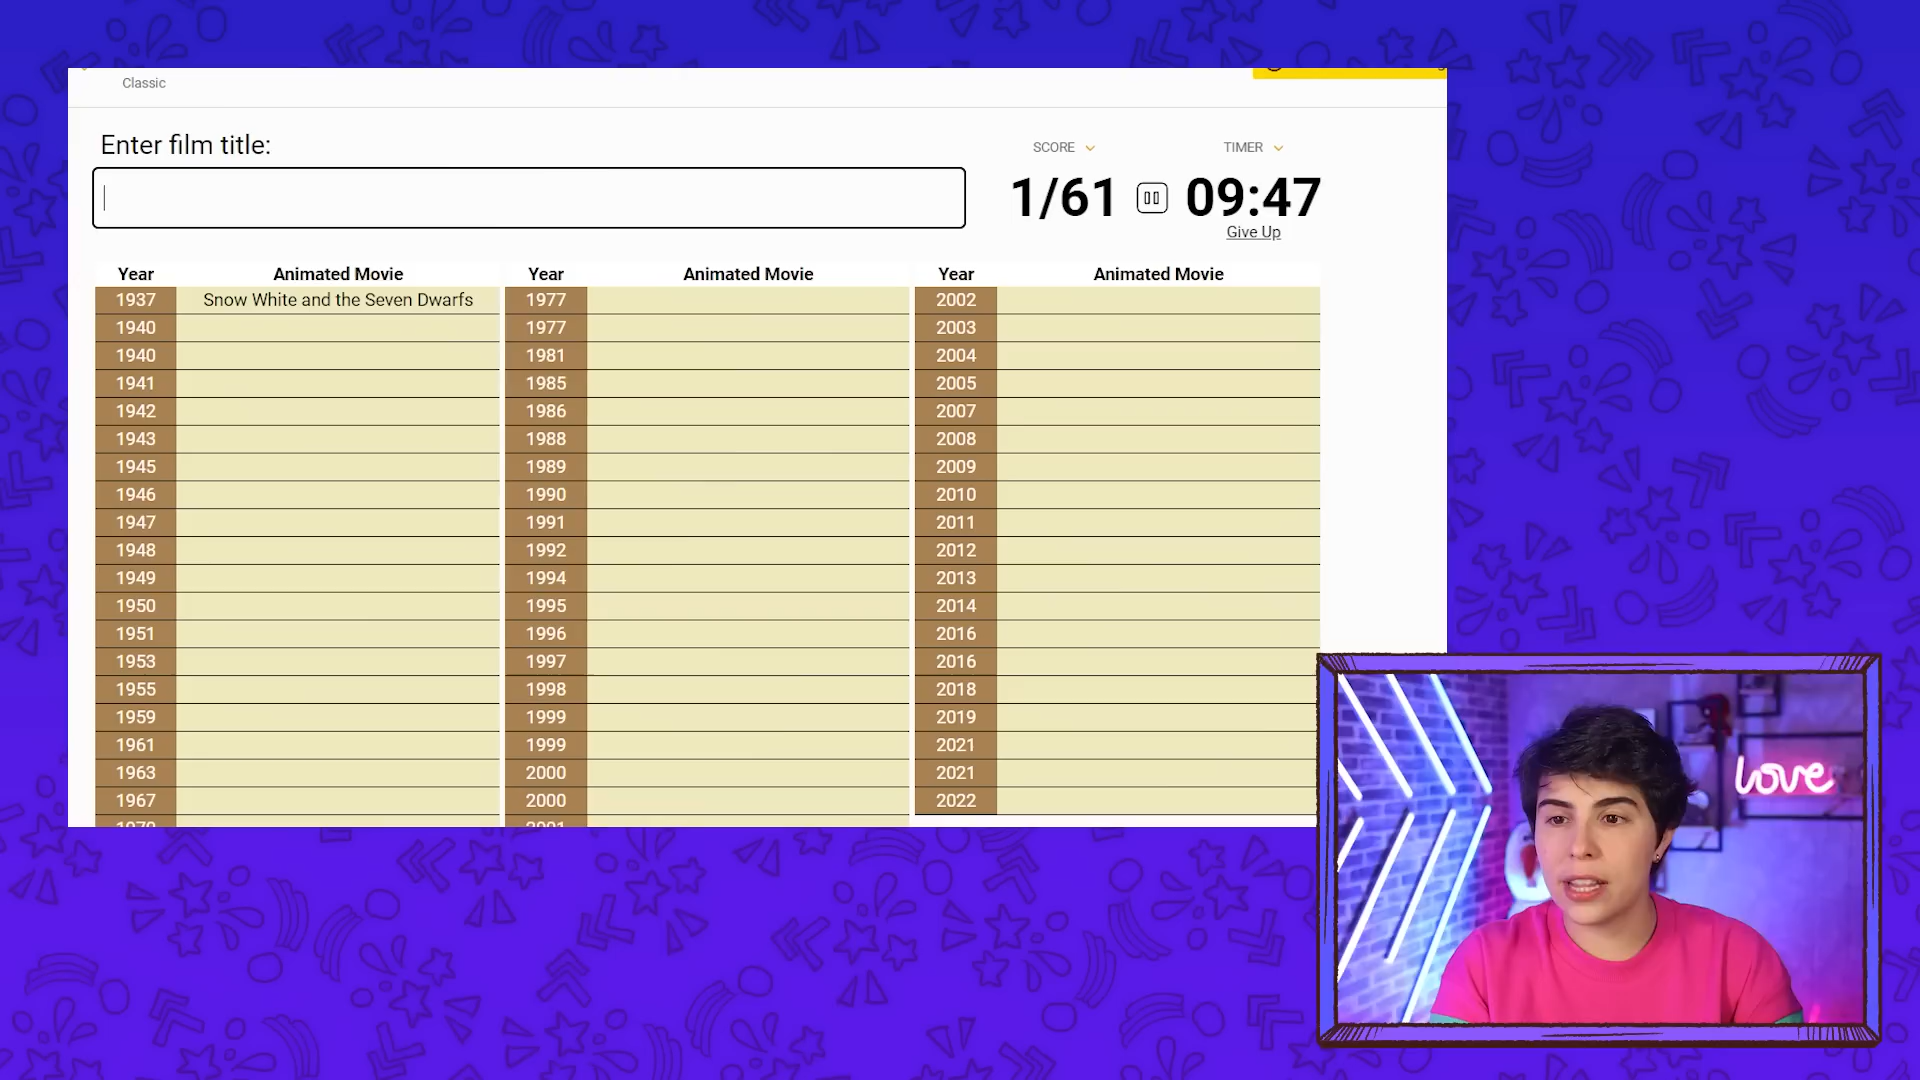 Classic
Enter film title:
SCORE
TIMER
1/61
09:47
Give Up
Year Animated Movie Year Animated Movie Year Animated Movie
1937 Snow White and the Seven Dwarfs 1977 2002
1940 1977 2003
1940 1981 2004
1941 1985 2005
1942 1986 2007
1943 1988 2008
1945 1989 2009
1946 1990 2010
1947 1991 2011
1948 1992 2012
1949 1994 2013
1950 1995 2014
1951 1996 2016
1953 1997 2016
1955 1998 2018
1959 1999 2019
1961 1999 2021
1963 2000 2021
1967 2000 2022
love